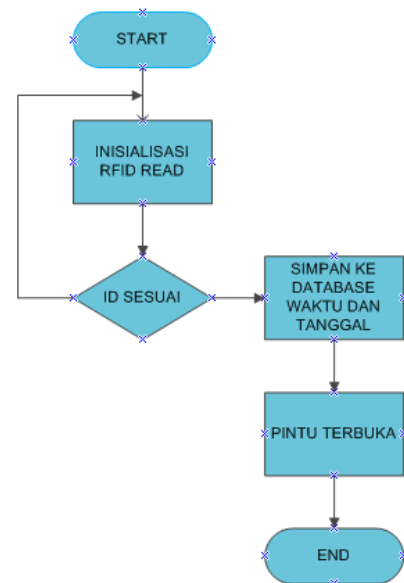 START
INISIALISASI
RFID READ
ID SESUAI
SIMPAN KE
DATABASE
WAKTU DAN
TANGGAL
PINTU TERBUKA
END